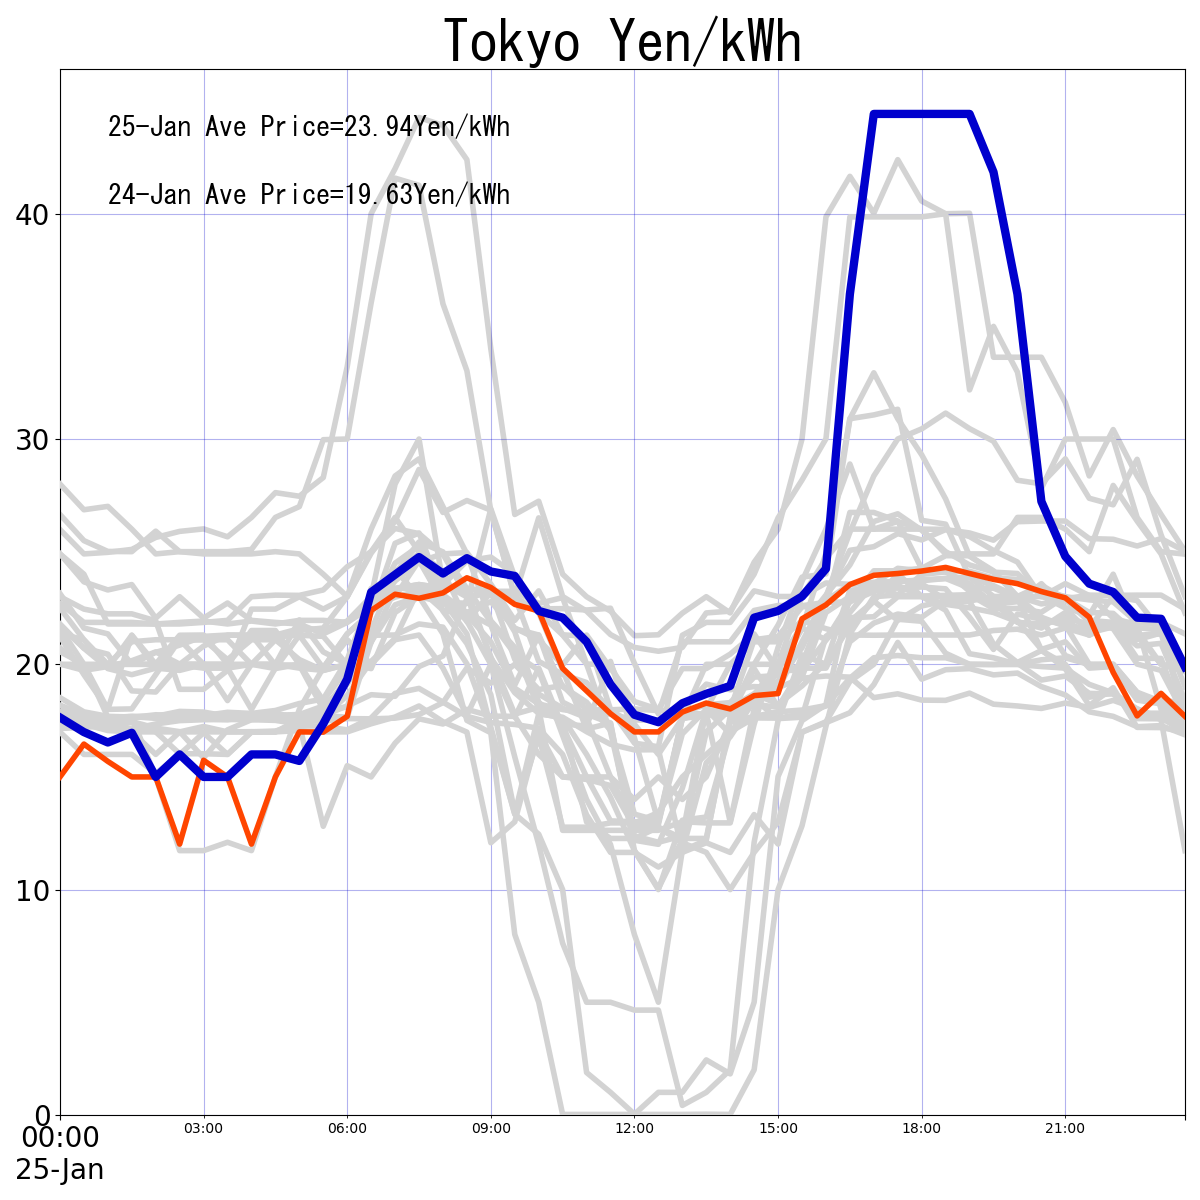 Tokyo Yen/kWh
25-Jan Ave Price=23.94Yen/kWh
24-Jan Ave Price=19.63Yen/kWh
40
30
20
10
0
00:00 03:00 06:00 09:00 12:00 15:00 18:00 21:00
25-Jan